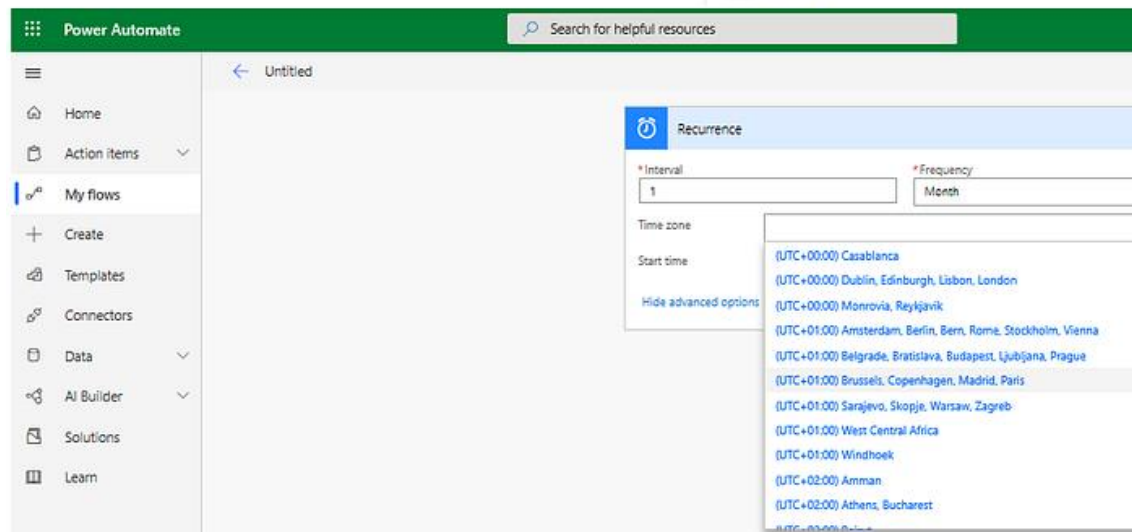 Power Automate
Search for helpful resources
Untitled
Home
Action items
My flows
Create
Templates
Connectors
Data
AI Builder
Solutions
Learn
Recurrence
*Interval
*Frequency
1
Month
Time zone
Start time
Hide advanced options
(UTC+00:00) Casablanca
(UTC+00:00) Dublin, Edinburgh, Lisbon, London
(UTC+00:00) Monrovia, Reykjavik
(UTC+01:00) Amsterdam, Berlin, Bern, Rome, Stockholm, Vienna
(UTC+01:00) Belgrade, Bratislava, Budapest, Ljubljana, Prague
(UTC+01:00) Brussels, Copenhagen, Madrid, Paris
(UTC+01:00) Sarajevo, Skopje, Warsaw, Zagreb
(UTC+01:00) West Central Africa
(UTC+01:00) Windhoek
(UTC+02:00) Amman
(UTC+02:00) Athens, Bucharest